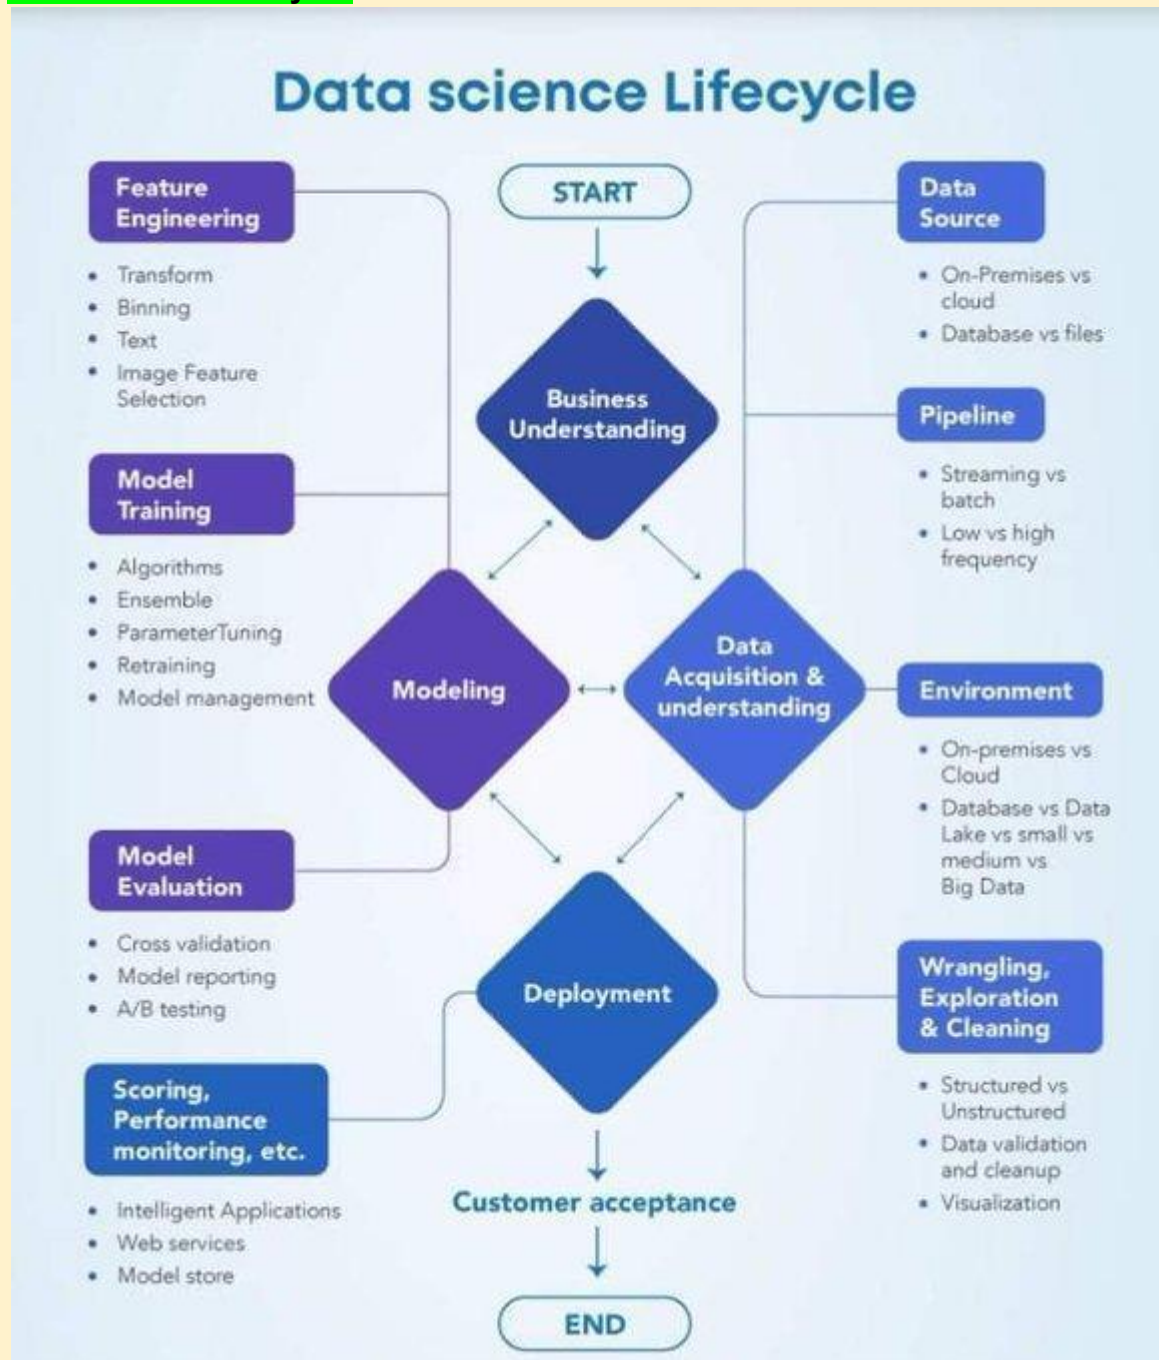 Data science Lifecycle
START
Feature
Engineering
• Transform
• Binning
• Text
• Image Feature
Selection
Model
Training
• Algorithms
• Ensemble
• ParameterTuning
• Retraining
• Model management
Model
Evaluation
• Cross validation
• Model reporting
• A/B testing
Scoring,
Performance
monitoring, etc.
• Intelligent Applications
• Web services
• Model store
Business
Understanding
Modeling
Data
Acquisition &
understanding
Deployment
Customer acceptance
END
Data
Source
• On-Premises vs
cloud
• Database vs files
Pipeline
• Streaming vs
batch
• Low vs high
frequency
Environment
• On-premises vs
Cloud
• Database vs Data
Lake vs small vs
medium vs
Big Data
Wrangling,
Exploration
& Cleaning
• Structured vs
Unstructured
• Data validation
and cleanup
• Visualization